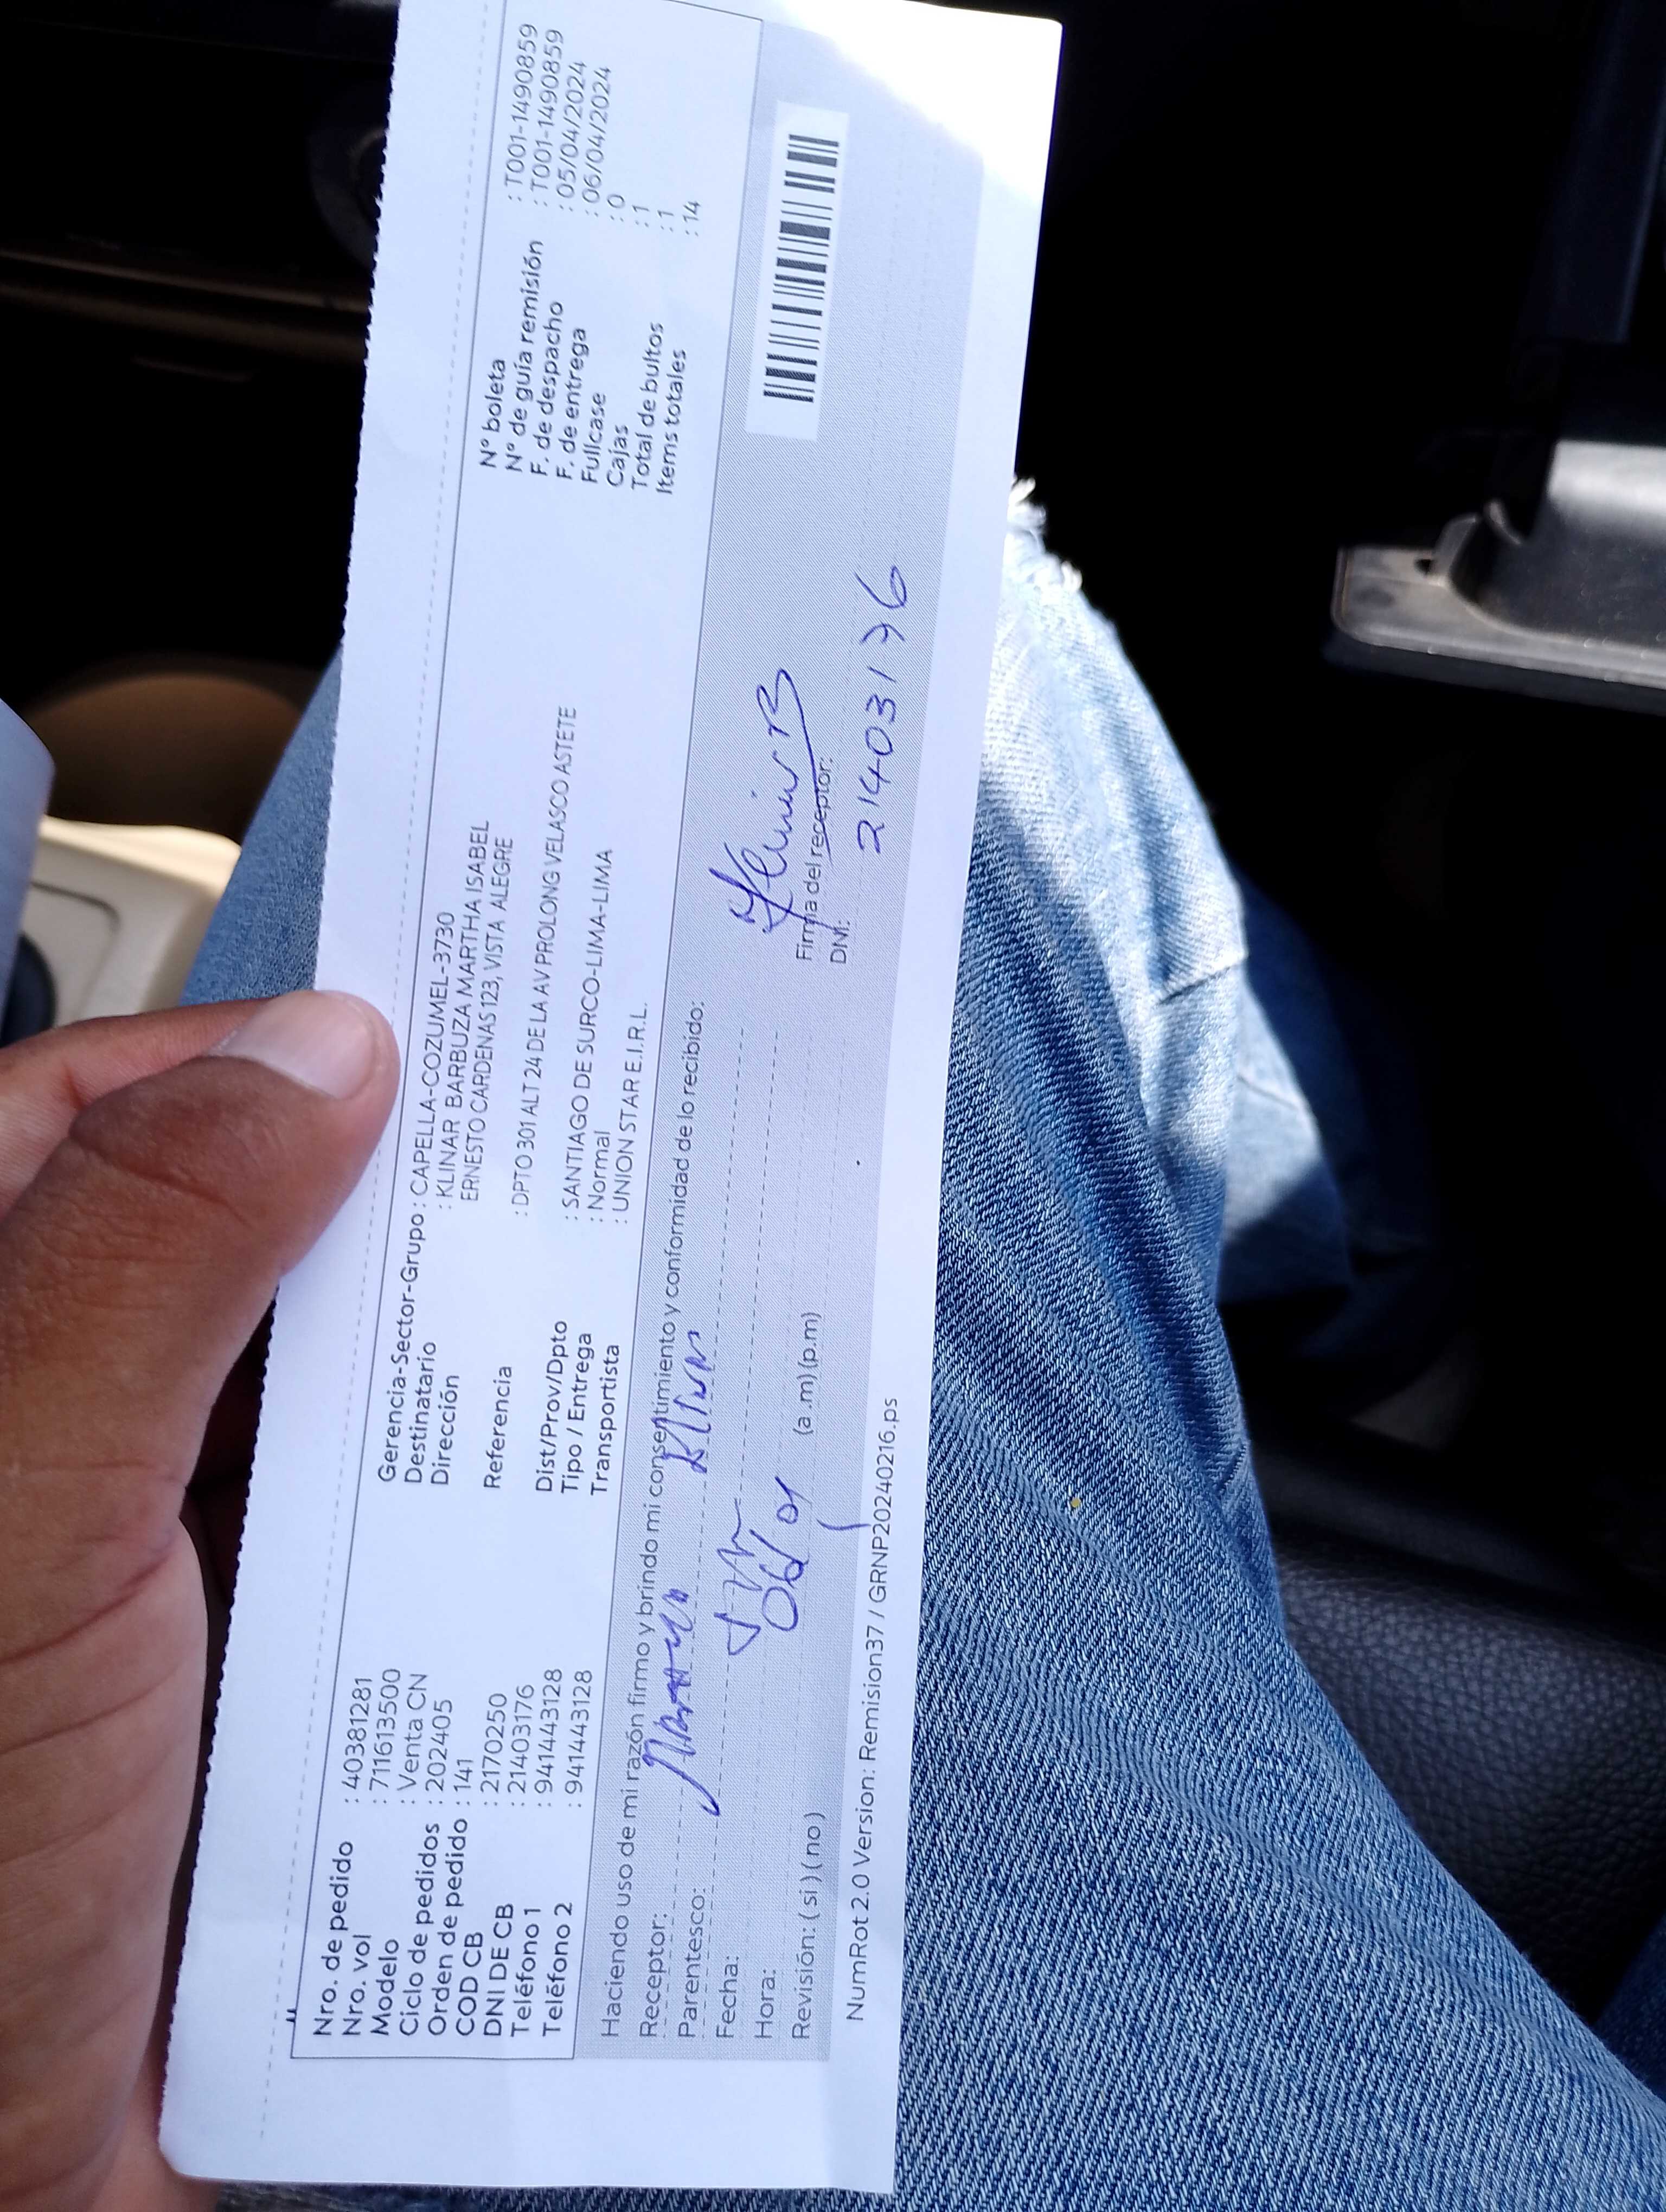 Nro. de pedido : 40381281
Nro. vol : 711613500
Modelo : Venta CN
Ciclo de pedidos : 202405
Orden de pedido : 141
COD CB : 2170250
DNI DE CB : 21403176
Teléfono 1 : 941443128
Teléfono 2 : 941443128
Gerencia-Sector-Grupo : CAPELLA-COZUMEL-3730
Destinatario : KLINAR BARBUZA MARTHA ISABEL
Dirección ERNESTO CARDENAS 123, VISTA ALEGRE
Referencia : DPTO 301 ALT 24 DE LA AV PROLONG VELASCO ASTETE
Dist/Prov/Dpto : SANTIAGO DE SURCO-LIMA-LIMA
Tipo / Entrega : Normal
Transportista : UNION STAR E.I.R.L.
N° boleta : T001-1490859
N° de guía remisión : T001-1490859
F. de despacho : 05/04/2024
F. de entrega : 06/04/2024
Fullcase : 0
Cajas : 1
Total de bultos : 1
Items totales : 14
Haciendo uso de mi razón firmo y brindo mi consentimiento y conformidad de lo recibido:
Receptor:
Parentesco:
Fecha:
Hora: (a .m) (p.m)
Revisión: ( si ) ( no )
Firma del receptor:
DNI: 21403176
NumRot 2.0 Version: Remision37 / GRNP20240216.ps